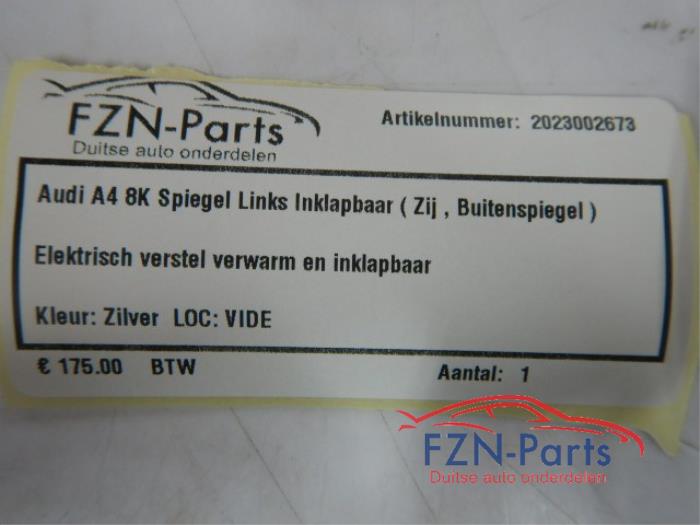 FZN-Parts
Duitse auto onderdelen
Artikelnummer: 2023002673
Audi A4 8K Spiegel Links Inklapbaar ( Zij , Buitenspiegel )
Elektrisch verstel verwarm en inklapbaar
Kleur: Zilver LOC: VIDE
€ 175.00 BTW
Aantal: 1
FZN-Parts
Duitse auto onderdelen